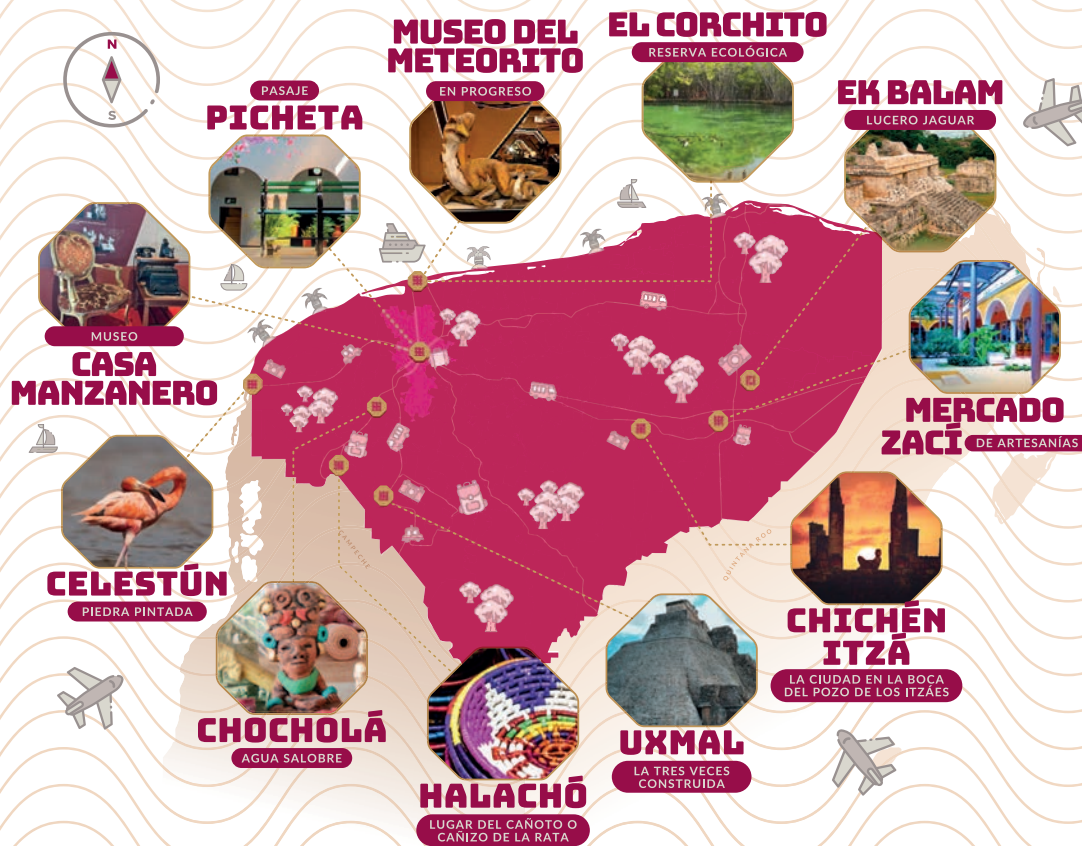 N
S
MUSEO DEL
METEORITO
EN PROGRESO
EL CORCHITO
RESERVA ECOLÓGICA
PASAJE
PICHETA
EK BALAM
LUCERO JAGUAR
MUSEO
CASA
MANZANERO
MERCADO
ZACÍ DE ARTESANÍAS
CELESTÚN
PIEDRA PINTADA
CAMPECHE
QUINTANA ROO
CHICHÉN
ITZÁ
LA CIUDAD EN LA BOCA
DEL POZO DE LOS ITZÁES
CHOCHOLÁ
AGUA SALOBRE
UXMAL
LA TRES VECES
CONSTRUIDA
HALACHÓ
LUGAR DEL CAÑOTO O
CAÑIZO DE LA RATA